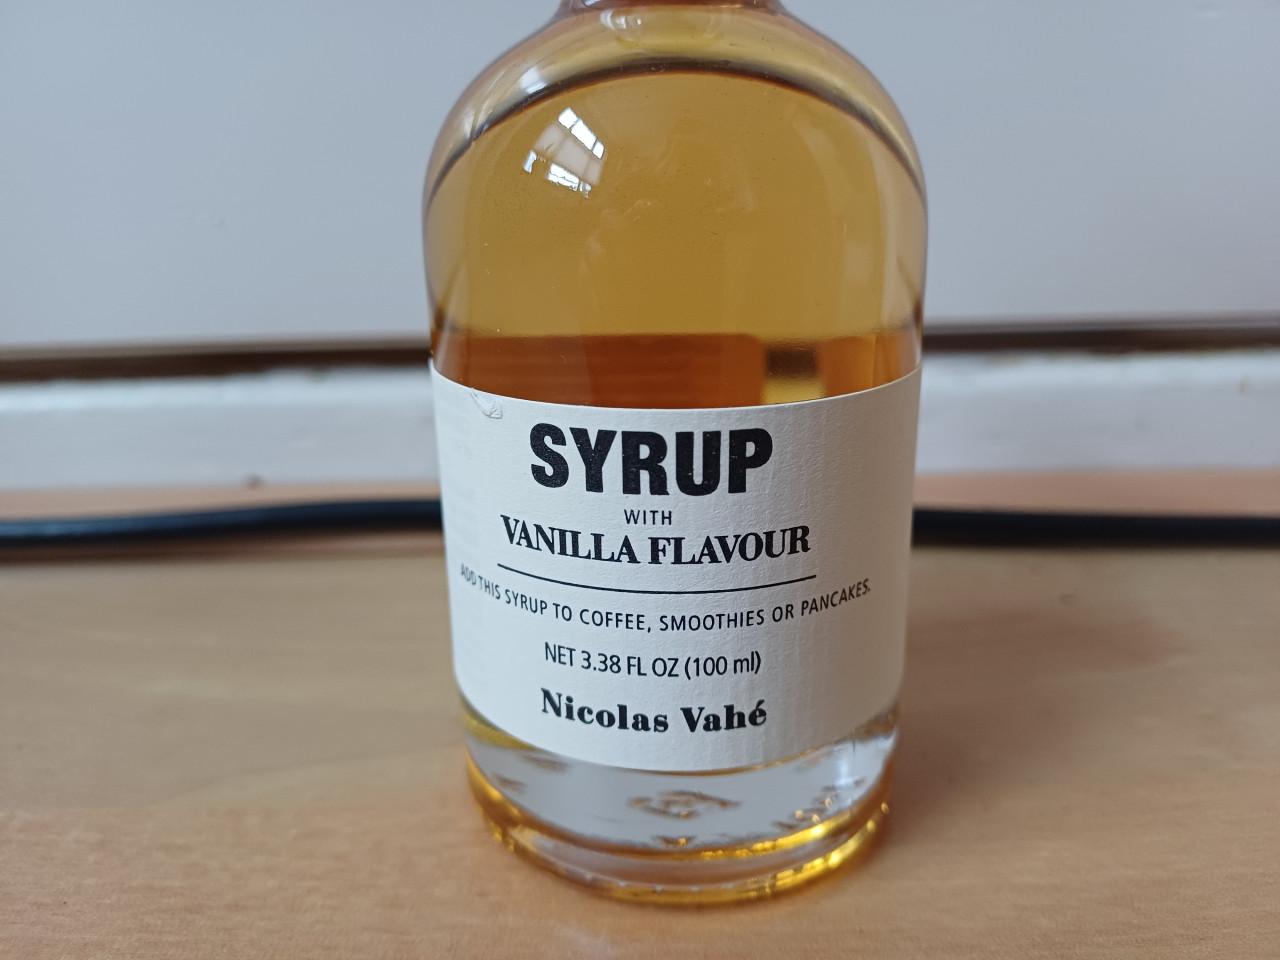 SYRUP
WITH
VANILLA FLAVOUR
ADD THIS SYRUP TO COFFEE, SMOOTHIES OR PANCAKES.
NET 3.38 FL OZ (100 ml)
Nicolas Vahé